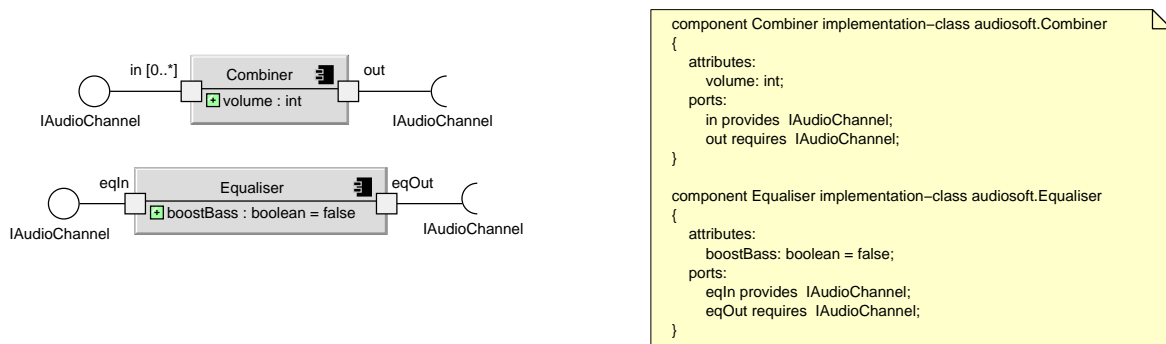 in [0..*]
Combiner
out
volume : int
IAudioChannel
IAudioChannel
eqIn
Equaliser
eqOut
boostBass : boolean = false
IAudioChannel
IAudioChannel
component Combiner implementation−class audiosoft.Combiner
{
attributes:
volume: int;
ports:
in provides IAudioChannel;
out requires IAudioChannel;
}
component Equaliser implementation−class audiosoft.Equaliser
{
attributes:
boostBass: boolean = false;
ports:
eqIn provides IAudioChannel;
eqOut requires IAudioChannel;
}